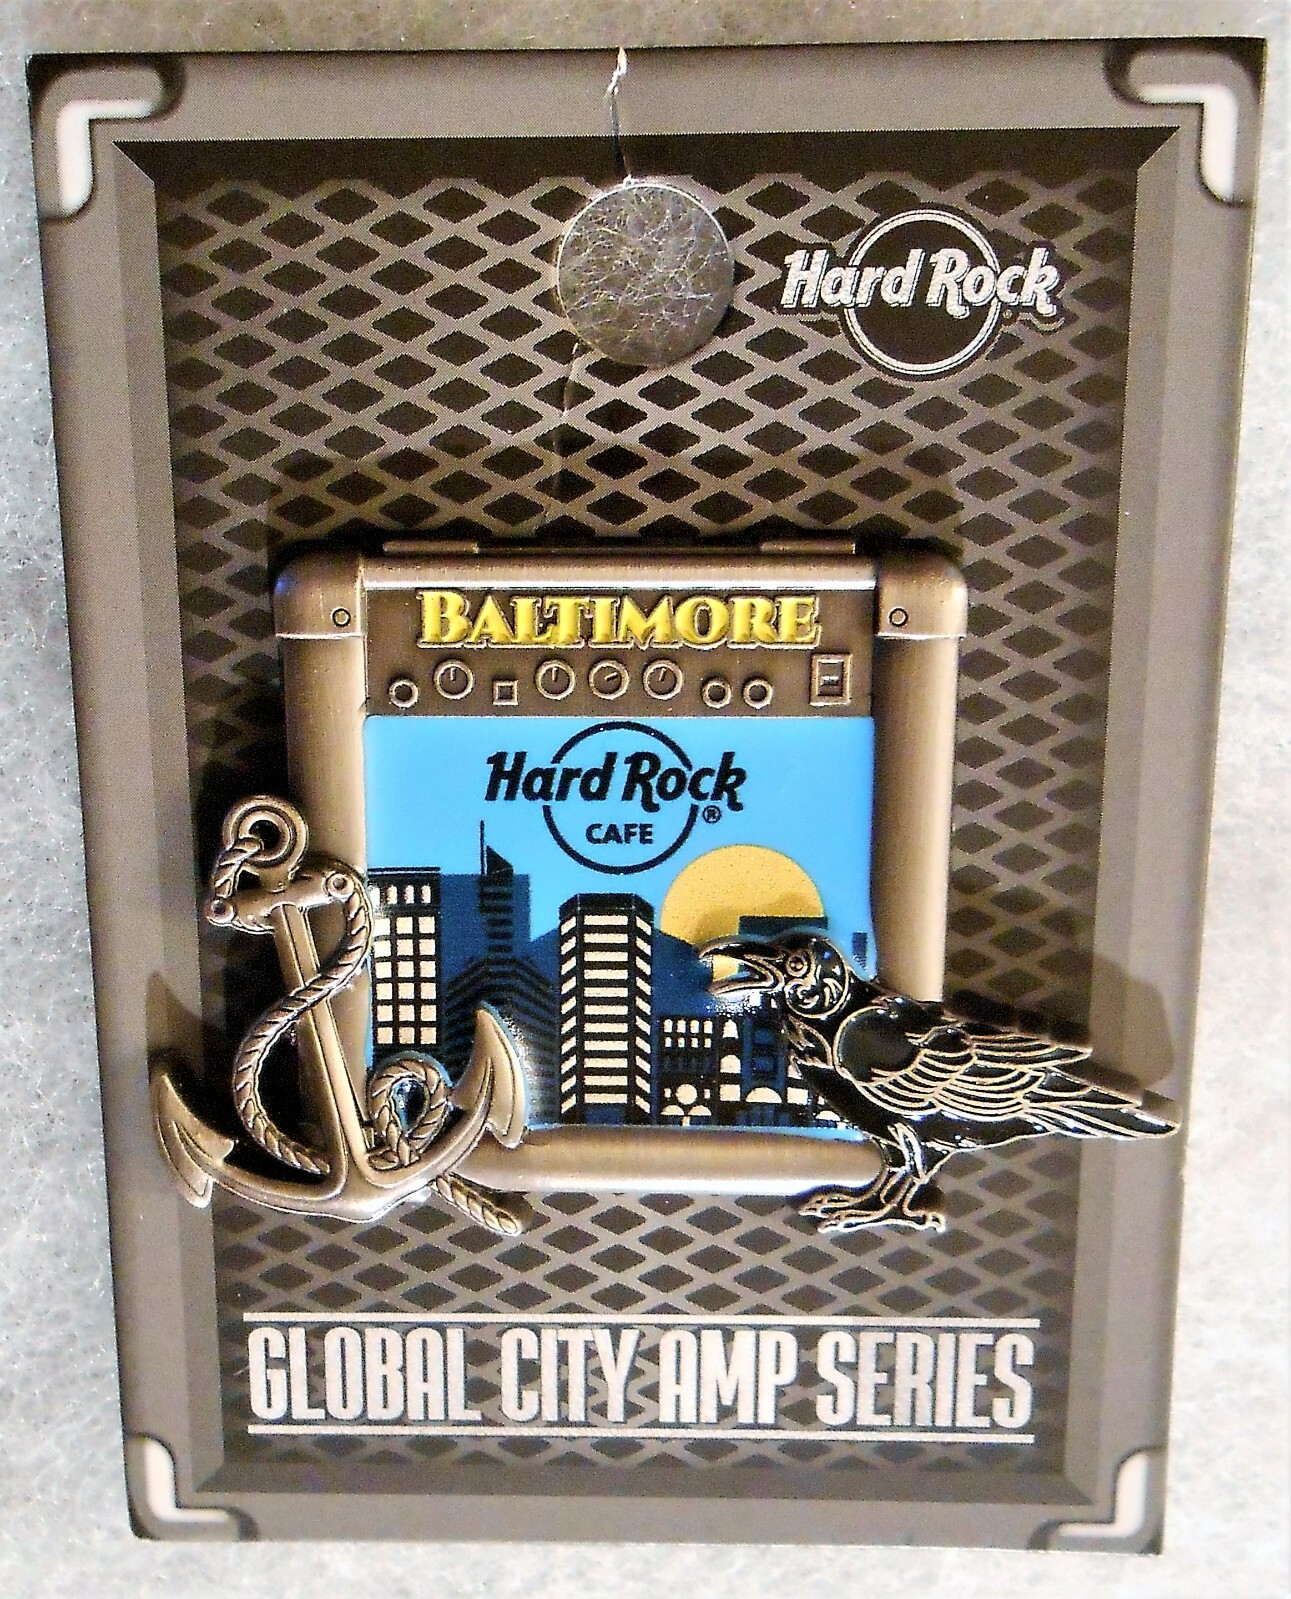 Hard Rock
BALTIMORE
Hard Rock
®
CAFE
GLOBAL CITY AMP SERIES